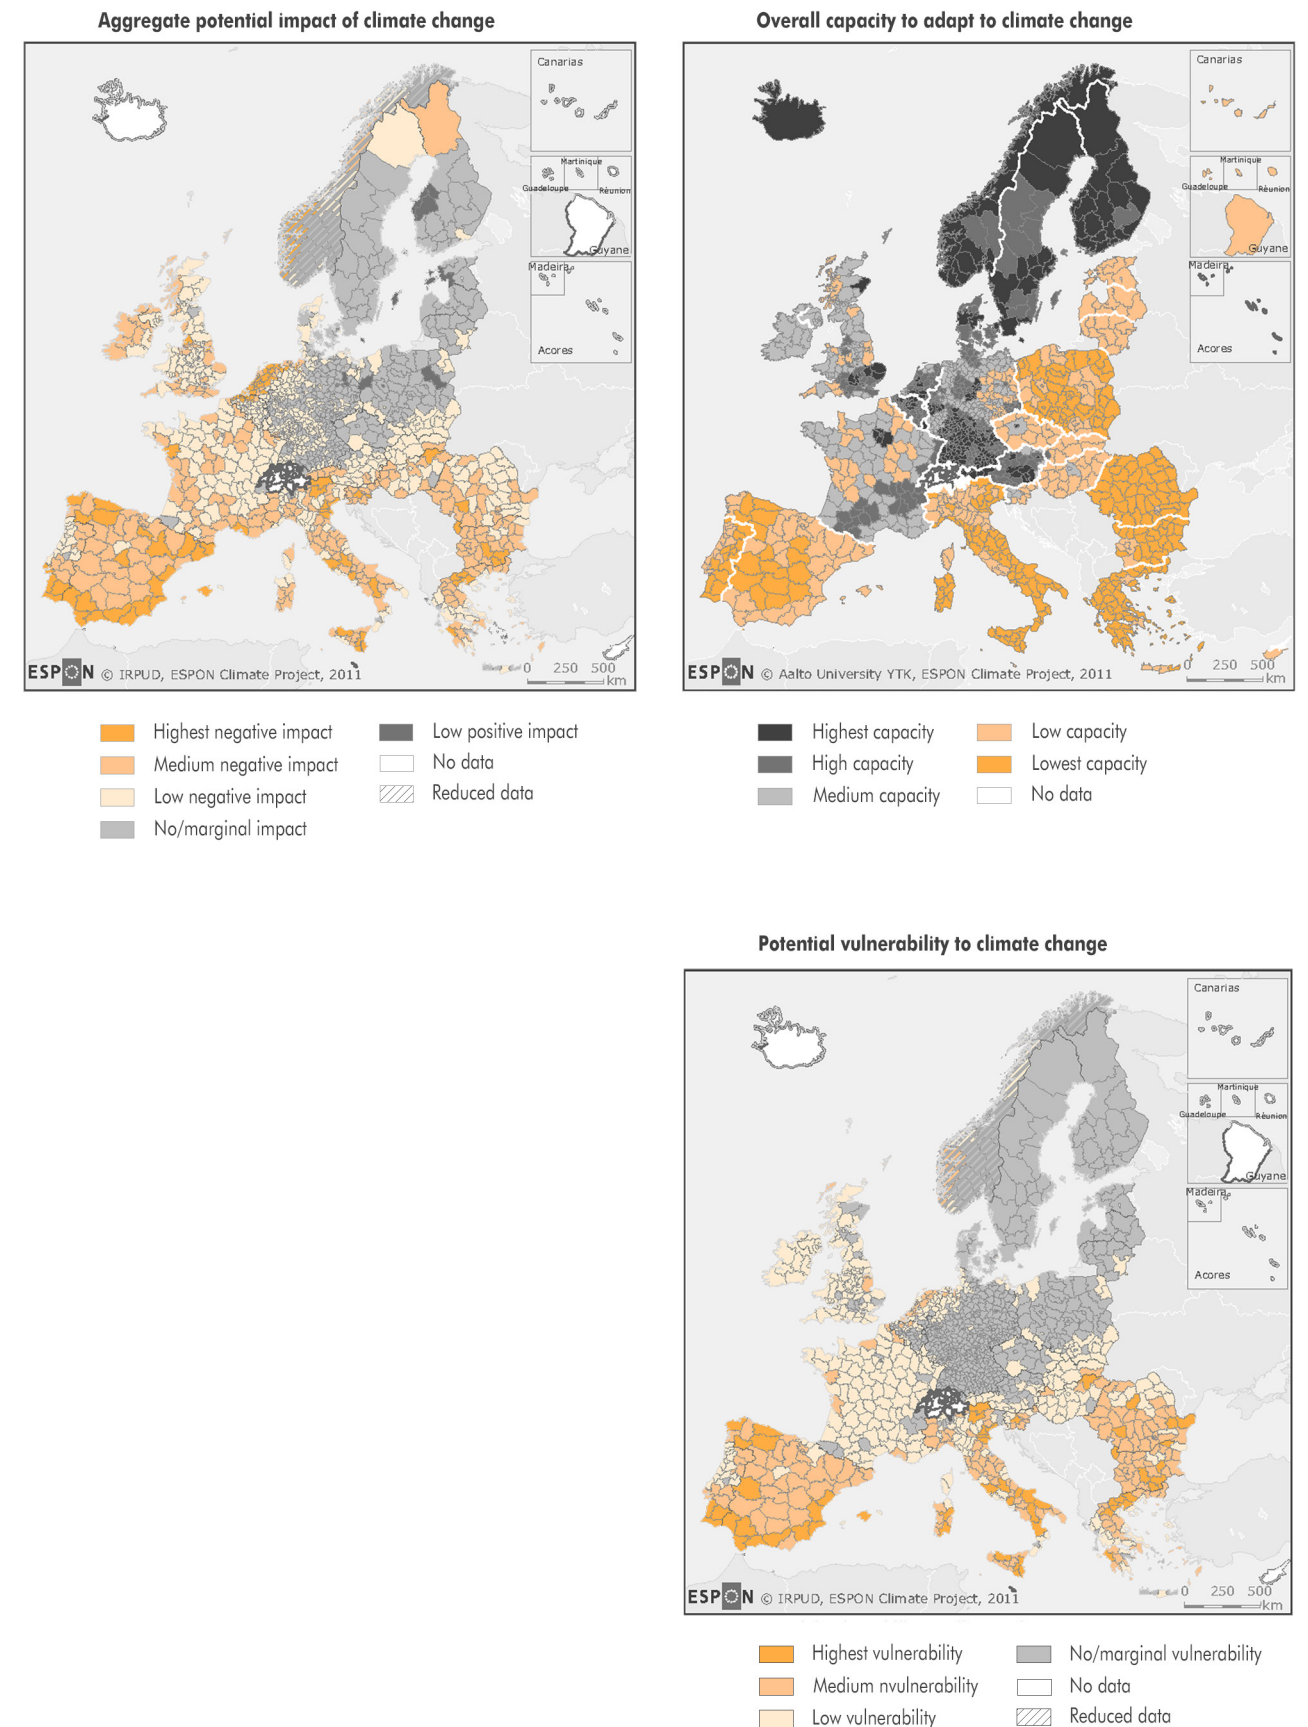 Aggregate potential impact of climate change
Canarias
Martinique
Guadeloupe
Rèunion
Guyane
Madeira
Acores
ESPON © IRPUD, ESPON Climate Project, 2011
0 250 500
km
Highest negative impact
Medium negative impact
Low negative impact
No/marginal impact
Low positive impact
No data
Reduced data
Overall capacity to adapt to climate change
Canarias
Martinique
Guadeloupe
Rèunion
Guyane
Madeira
Acores
ESPON © Aalto University YTK, ESPON Climate Project, 2011
0 250 500
km
Highest capacity
High capacity
Medium capacity
Low capacity
Lowest capacity
No data
Potential vulnerability to climate change
Canarias
Martinique
Guadeloupe
Rèunion
Guyane
Madeira
Acores
ESPON © IRPUD, ESPON Climate Project, 2011
0 250 500
km
Highest vulnerability
Medium nvulnerability
Low vulnerability
No/marginal vulnerability
No data
Reduced data